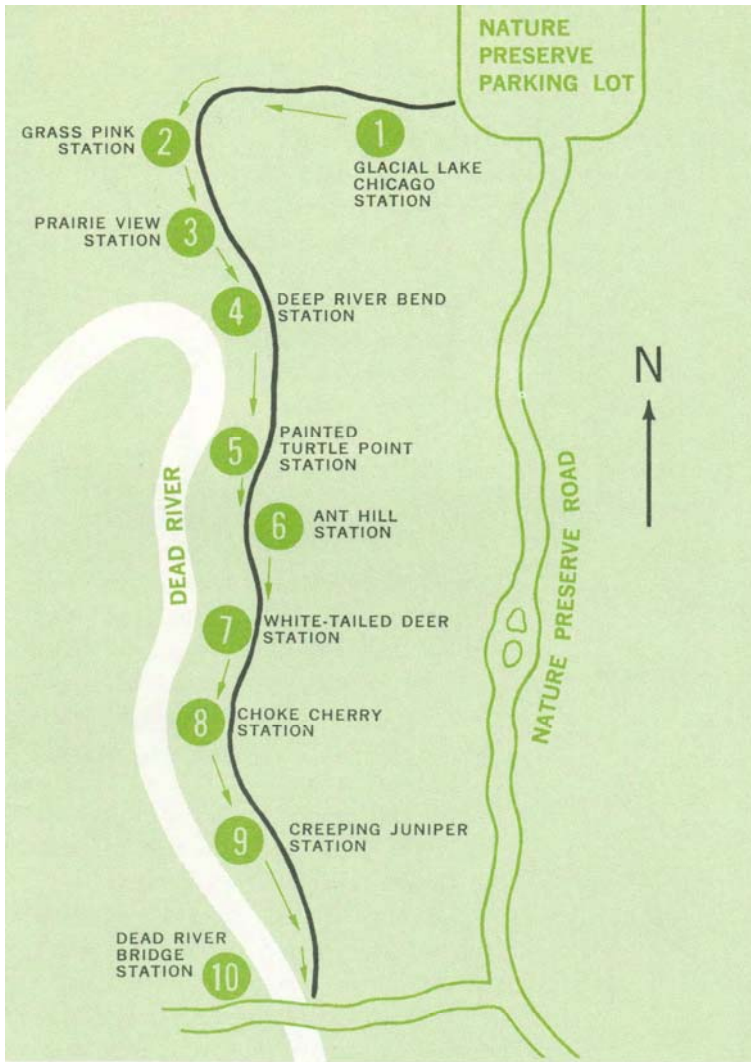 NATURE
PRESERVE
PARKING LOT
1
GLACIAL LAKE
CHICAGO
STATION
GRASS PINK
STATION
2
PRAIRIE VIEW
STATION
3
4
DEEP RIVER BEND
STATION
5
PAINTED
TURTLE POINT
STATION
6
ANT HILL
STATION
N
DEAD RIVER
NATURE PRESERVE ROAD
7
WHITE-TAILED DEER
STATION
8
CHOKE CHERRY
STATION
9
CREEPING JUNIPER
STATION
DEAD RIVER
BRIDGE
STATION
10